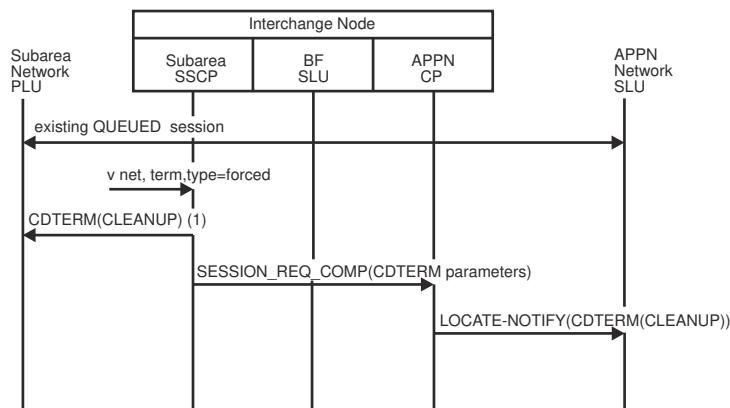 Interchange Node
Subarea
Network
PLU
Subarea
SSCP
BF
SLU
APPN
CP
APPN
Network
SLU
existing QUEUED session
v net, term,type=forced
CDTERM(CLEANUP) (1)
SESSION_REQ_COMP(CDTERM parameters)
LOCATE-NOTIFY(CDTERM(CLEANUP))